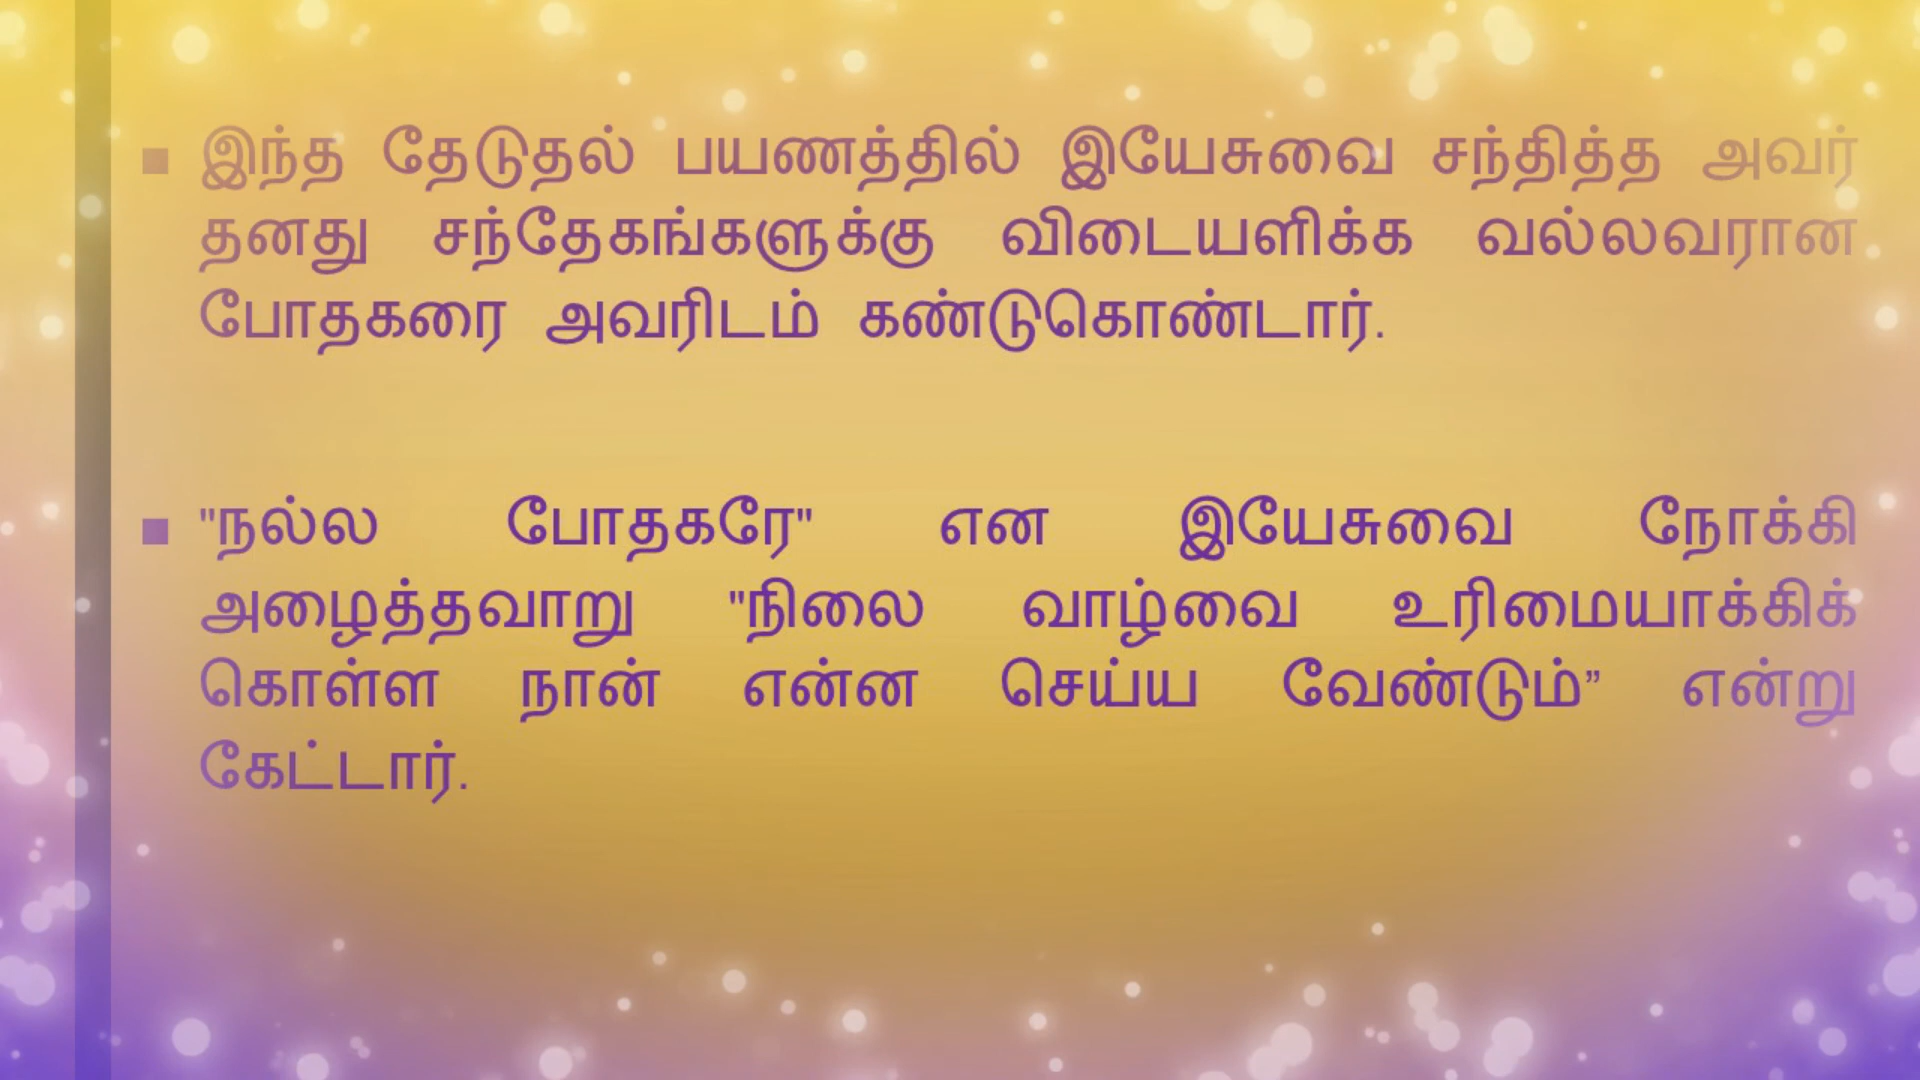 ▪ இந்த தேடுதல் பயணத்தில் இயேசுவை சந்தித்த அவர்
தனது சந்தேகங்களுக்கு விடையளிக்க வல்லவரான
போதகரை அவரிடம் கண்டுகொண்டார்.
▪ "நல்ல போதகரே" என இயேசுவை நோக்கி
அழைத்தவாறு "நிலை வாழ்வை உரிமையாக்கிக்
கொள்ள நான் என்ன செய்ய வேண்டும்” என்று
கேட்டார்.